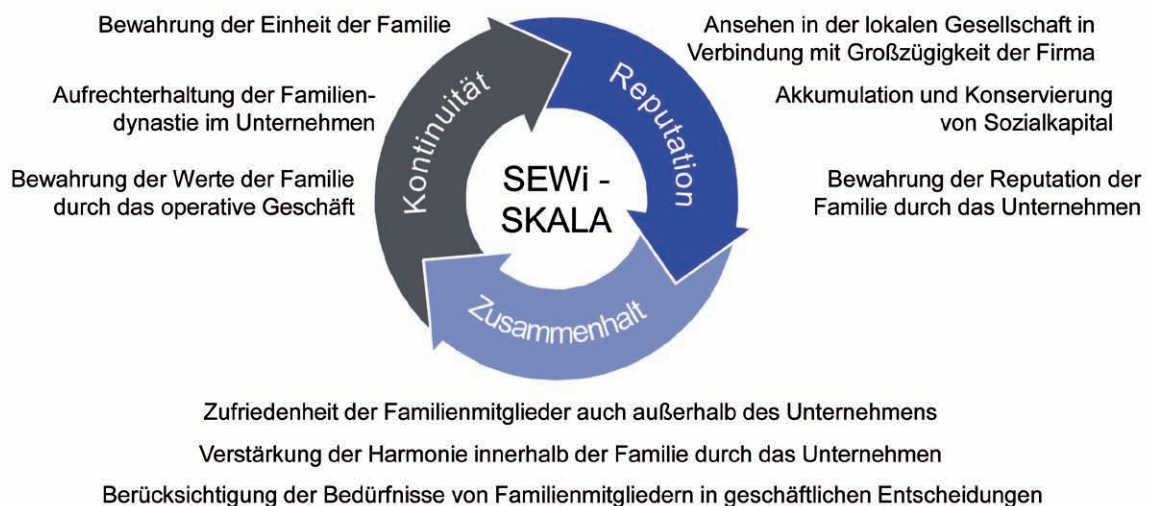 Bewahrung der Einheit der Familie
Aufrechterhaltung der Familien-
dynastie im Unternehmen
Bewahrung der Werte der Familie
durch das operative Geschäft
Kontinuität
Reputation
Zusammenhalt
SEWi -
SKALA
Ansehen in der lokalen Gesellschaft in
Verbindung mit Großzügigkeit der Firma
Akkumulation und Konservierung
von Sozialkapital
Bewahrung der Reputation der
Familie durch das Unternehmen
Zufriedenheit der Familienmitglieder auch außerhalb des Unternehmens
Verstärkung der Harmonie innerhalb der Familie durch das Unternehmen
Berücksichtigung der Bedürfnisse von Familienmitgliedern in geschäftlichen Entscheidungen